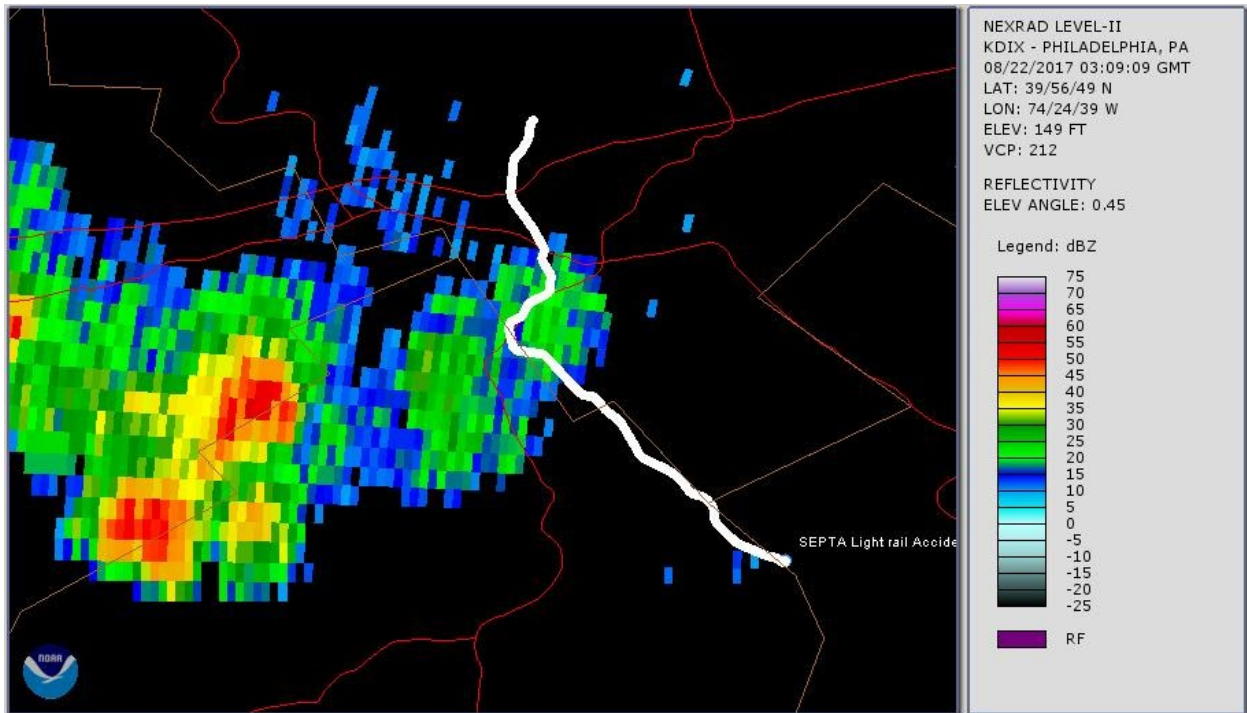 SEPTA Light rail Accide
NOAA
NEXRAD LEVEL-II
KDIX - PHILADELPHIA, PA
08/22/2017 03:09:09 GMT
LAT: 39/56/49 N
LON: 74/24/39 W
ELEV: 149 FT
VCP: 212
REFLECTIVITY
ELEV ANGLE: 0.45
Legend: dBZ
75
70
65
60
55
50
45
40
35
30
25
20
15
10
5
0
-5
-10
-15
-20
-25
RF